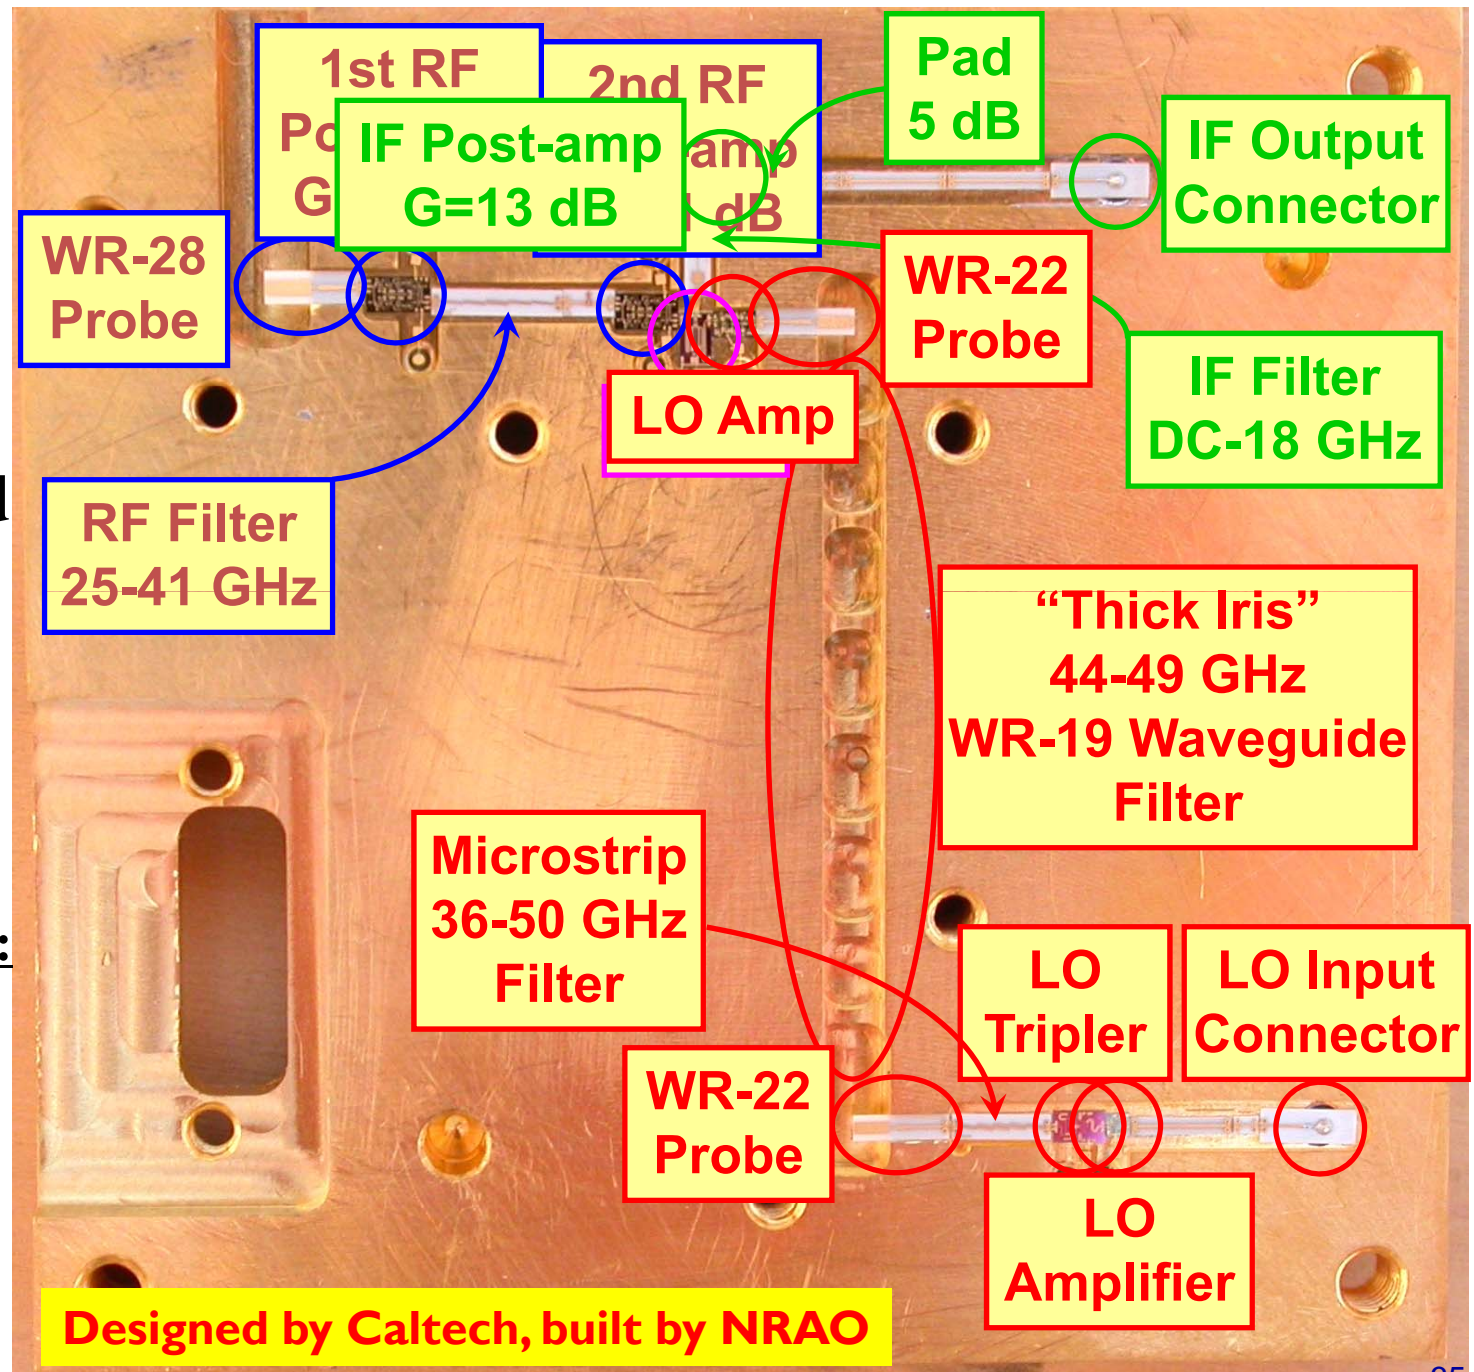 1st RF
2nd RF
IF Post-amp
G=13 dB
amp
dB
Pad
5 dB
IF Output
Connector
WR-28
Probe
WR-22
Probe
IF Filter
DC-18 GHz
LO Amp
RF Filter
25-41 GHz
“Thick Iris”
44-49 GHz
WR-19 Waveguide
Filter
Microstrip
36-50 GHz
Filter
LO
Tripler
LO Input
Connector
WR-22
Probe
LO
Amplifier
Designed by Caltech, built by NRAO